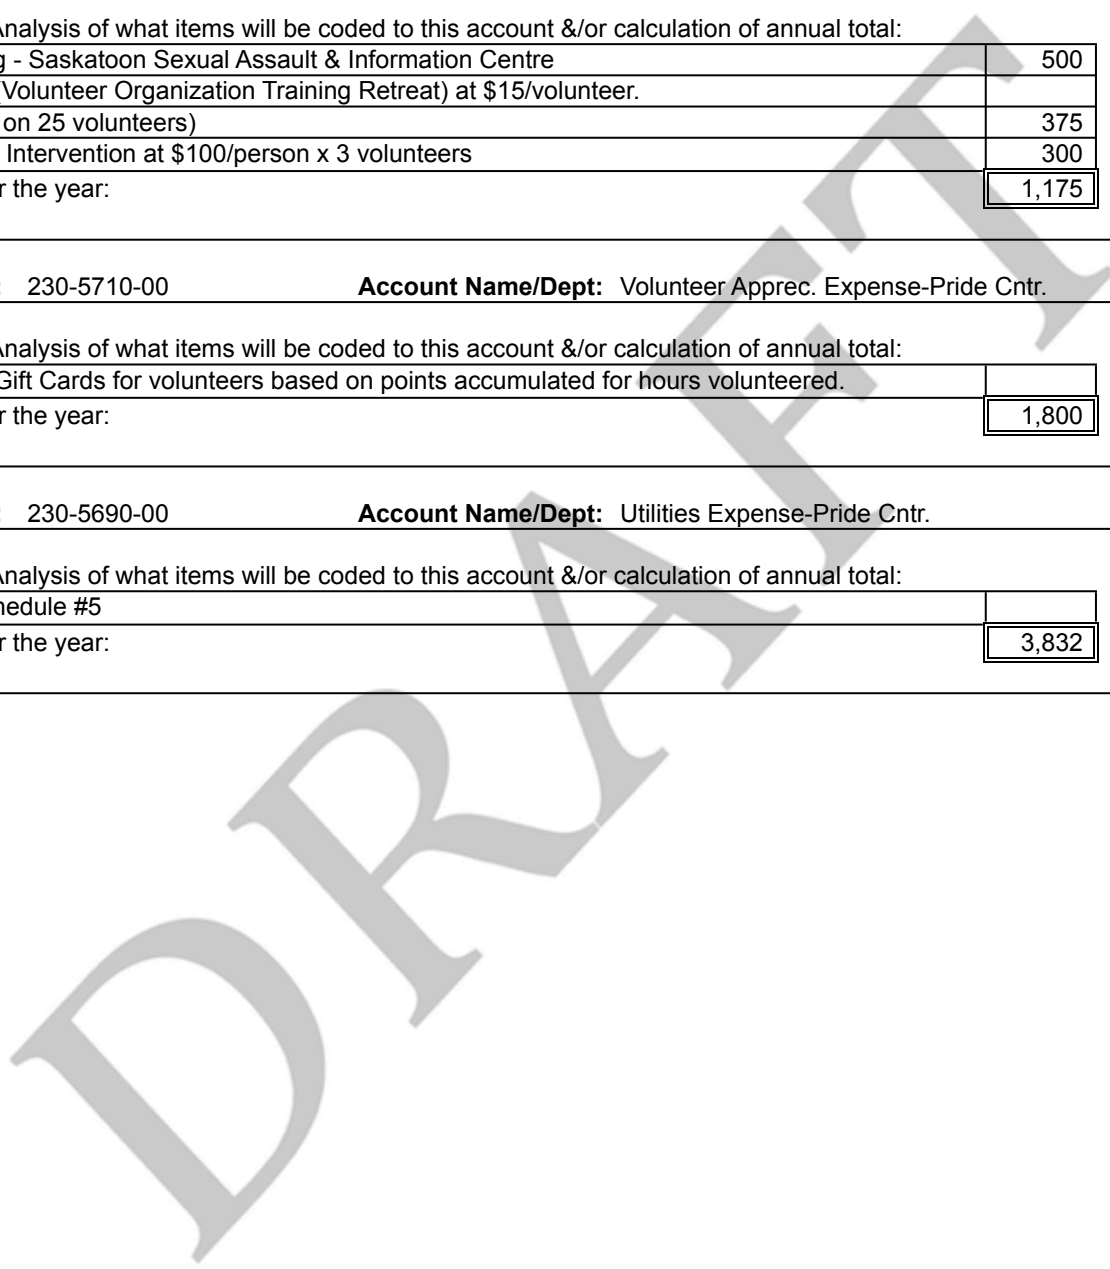 Analysis of what items will be coded to this account &/or calculation of annual total:
g - Saskatoon Sexual Assault & Information Centre 500
(Volunteer Organization Training Retreat) at $15/volunteer.
on 25 volunteers) 375
Intervention at $100/person x 3 volunteers 300
r the year: 1,175
230-5710-00 Account Name/Dept: Volunteer Apprec. Expense-Pride Cntr.
Analysis of what items will be coded to this account &/or calculation of annual total:
Gift Cards for volunteers based on points accumulated for hours volunteered.
r the year: 1,800
230-5690-00 Account Name/Dept: Utilities Expense-Pride Cntr.
Analysis of what items will be coded to this account &/or calculation of annual total:
hedule #5
r the year: 3,832
DRAFT